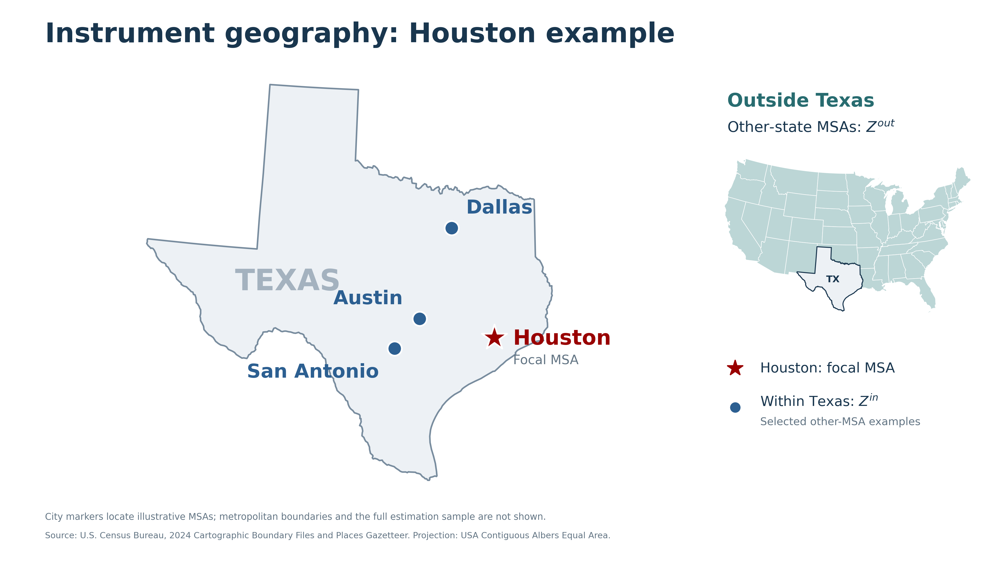 Instrument geography: Houston example
Outside Texas
Other-state MSAs: Z^out
Dallas
TEXAS
TX
Austin
Houston
Focal MSA
San Antonio
Houston: focal MSA
Within Texas: Z^in
Selected other-MSA examples
City markers locate illustrative MSAs; metropolitan boundaries and the full estimation sample are not shown.
Source: U.S. Census Bureau, 2024 Cartographic Boundary Files and Places Gazetteer. Projection: USA Contiguous Albers Equal Area.